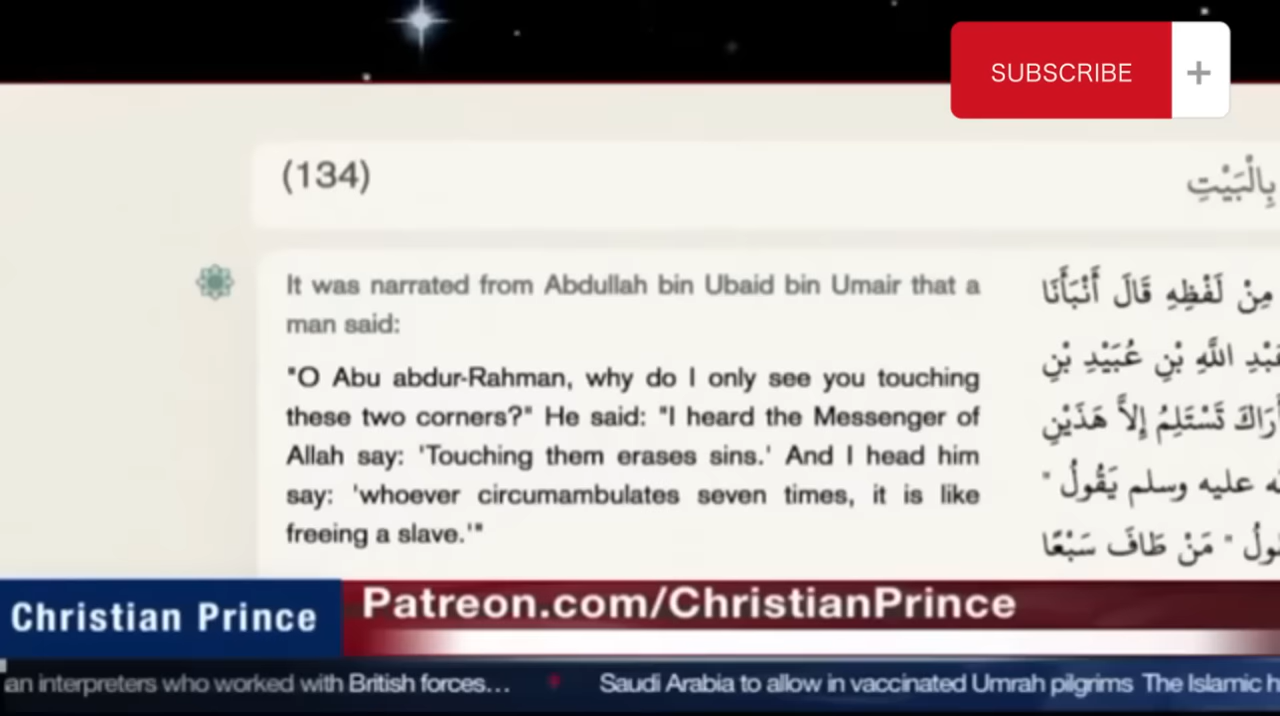 SUBSCRIBE +
(134)
بِالْبَيْتِ
It was narrated from Abdullah bin Ubaid bin Umair that a
man said:
"O Abu abdur-Rahman, why do I only see you touching
these two corners?" He said: "I heard the Messenger of
Allah say: 'Touching them erases sins.' And I head him
say: 'whoever circumambulates seven times, it is like
freeing a slave.'"
مِنْ لَفْظِهِ قَالَ أَنْبَأَنَا
اللَّهِ بْنِ عُبَيْدِ بْنِ
تَسْتَلِمُ إِلاَّ هَذَيْنِ
عليه وسلم يَقُولُ "
" مَنْ طَافَ سَبْعًا
Christian Prince
Patreon.com/ChristianPrince
an interpreters who worked with British forces...
Saudi Arabia to allow in vaccinated Umrah pilgrims The Islamic